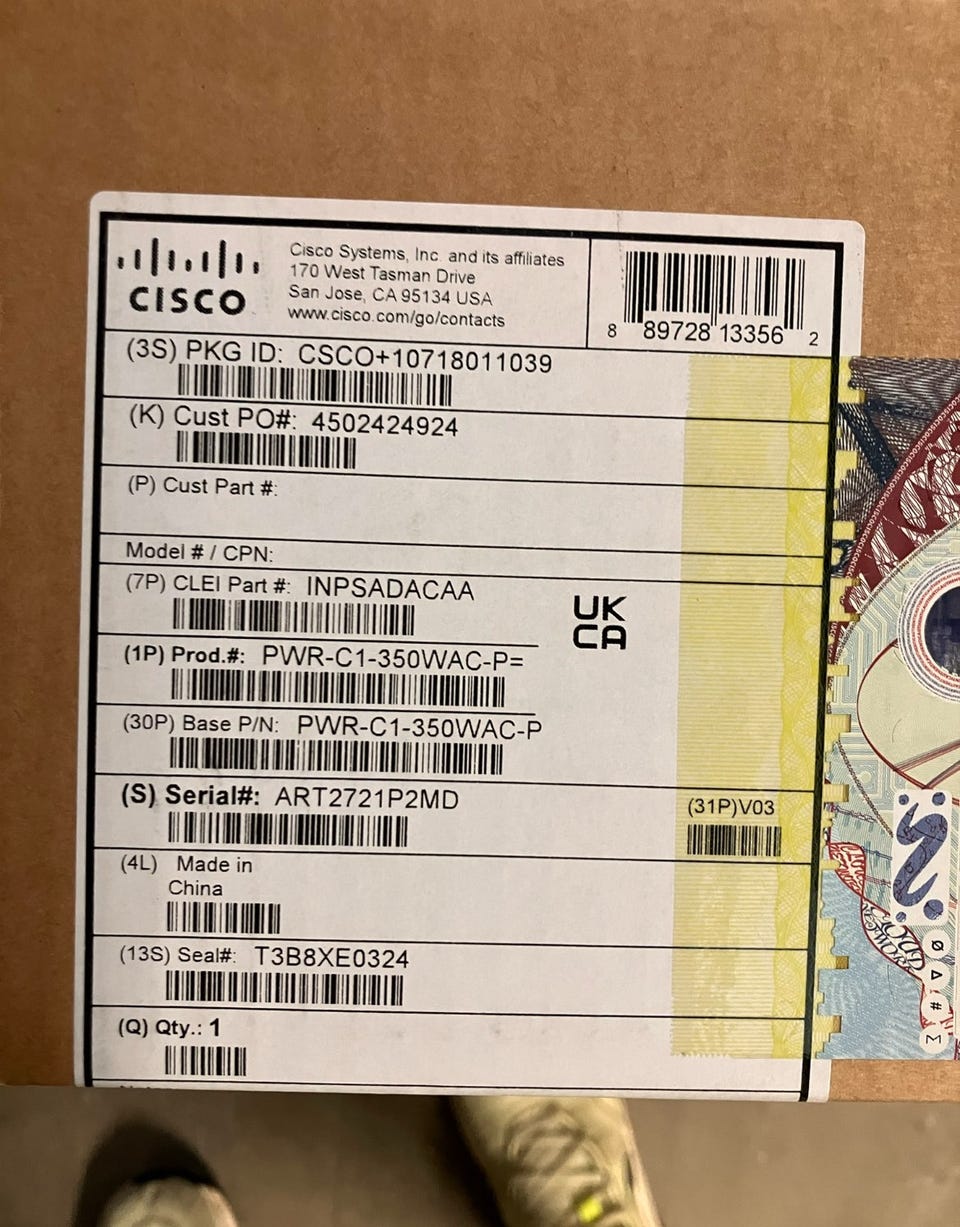 CISCO
Cisco Systems, Inc. and its affiliates
170 West Tasman Drive
San Jose, CA 95134 USA
www.cisco.com/go/contacts
8 89728 13356 2
(3S) PKG ID: CSCO+10718011039
(K) Cust PO#: 4502424924
(P) Cust Part #:
Model # / CPN:
(7P) CLEI Part #: INPSADACAA
UK
CA
(1P) Prod.#: PWR-C1-350WAC-P=
(30P) Base P/N: PWR-C1-350WAC-P
(S) Serial#: ART2721P2MD
(31P)V03
(4L) Made in
China
(13S) Seal#: T3B8XE0324
(Q) Qty.: 1